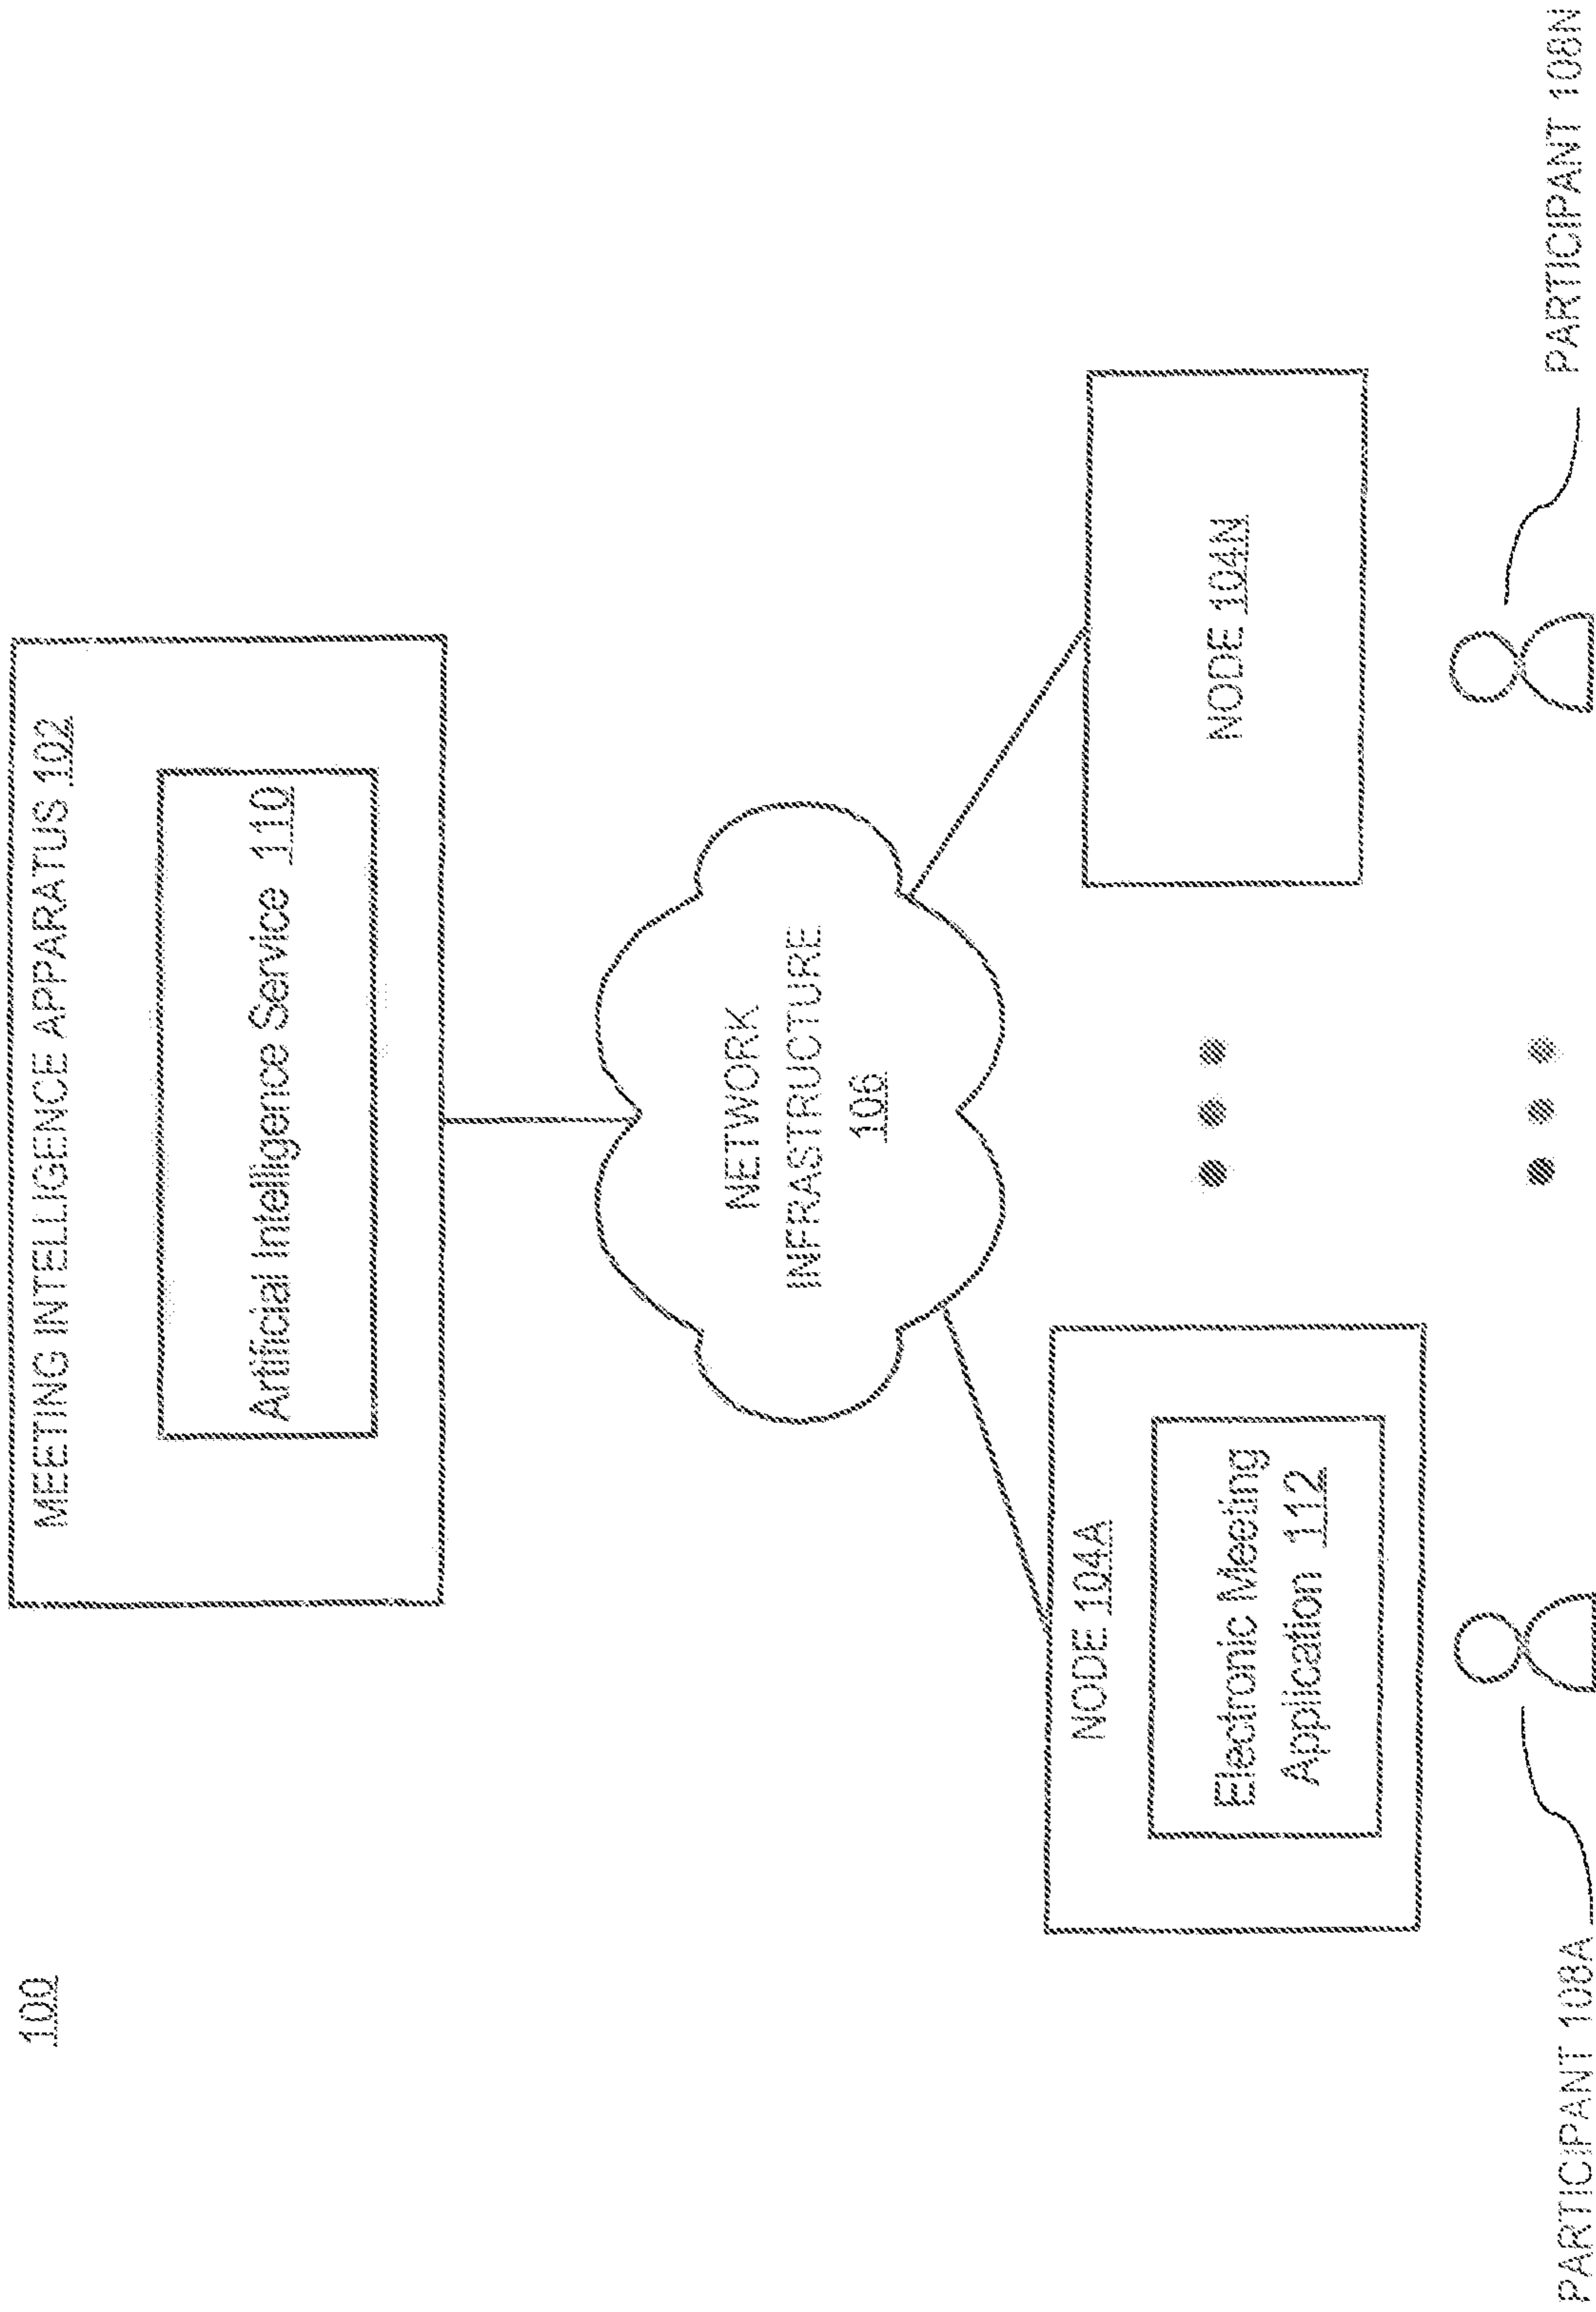 100
MEETING INTELLIGENCE APPARATUS 102
Artificial Intelligence Service 110
NETWORK
INFRASTRUCTURE
106
NODE 104A
Electronic Meeting
Application 112
NODE 104N
PARTICIPANT 108A
PARTICIPANT 108N